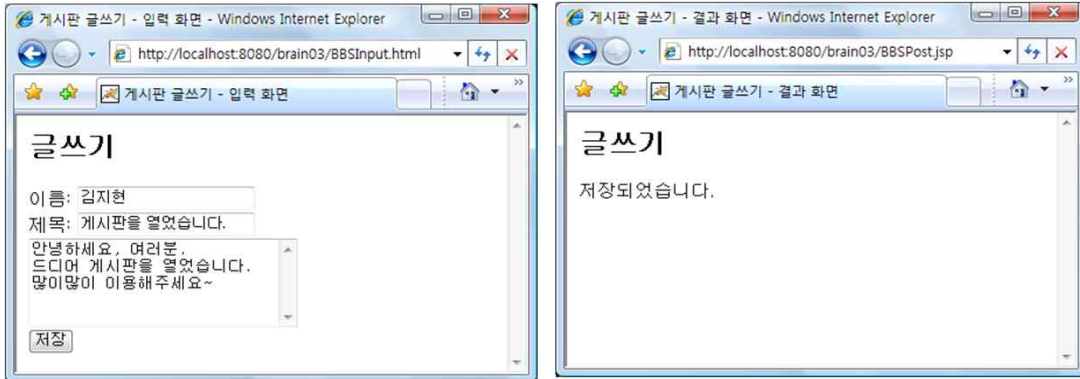 게시판 글쓰기 - 입력 화면 - Windows Internet Explorer
http://localhost:8080/brain03/BBSInput.html
게시판 글쓰기 - 입력 화면
글쓰기
이름: 김지현
제목: 게시판을 열었습니다.
안녕하세요, 여러분.
드디어 게시판을 열었습니다.
많이많이 이용해주세요~
저장
게시판 글쓰기 - 결과 화면 - Windows Internet Explorer
http://localhost:8080/brain03/BBSPost.jsp
게시판 글쓰기 - 결과 화면
글쓰기
저장되었습니다.